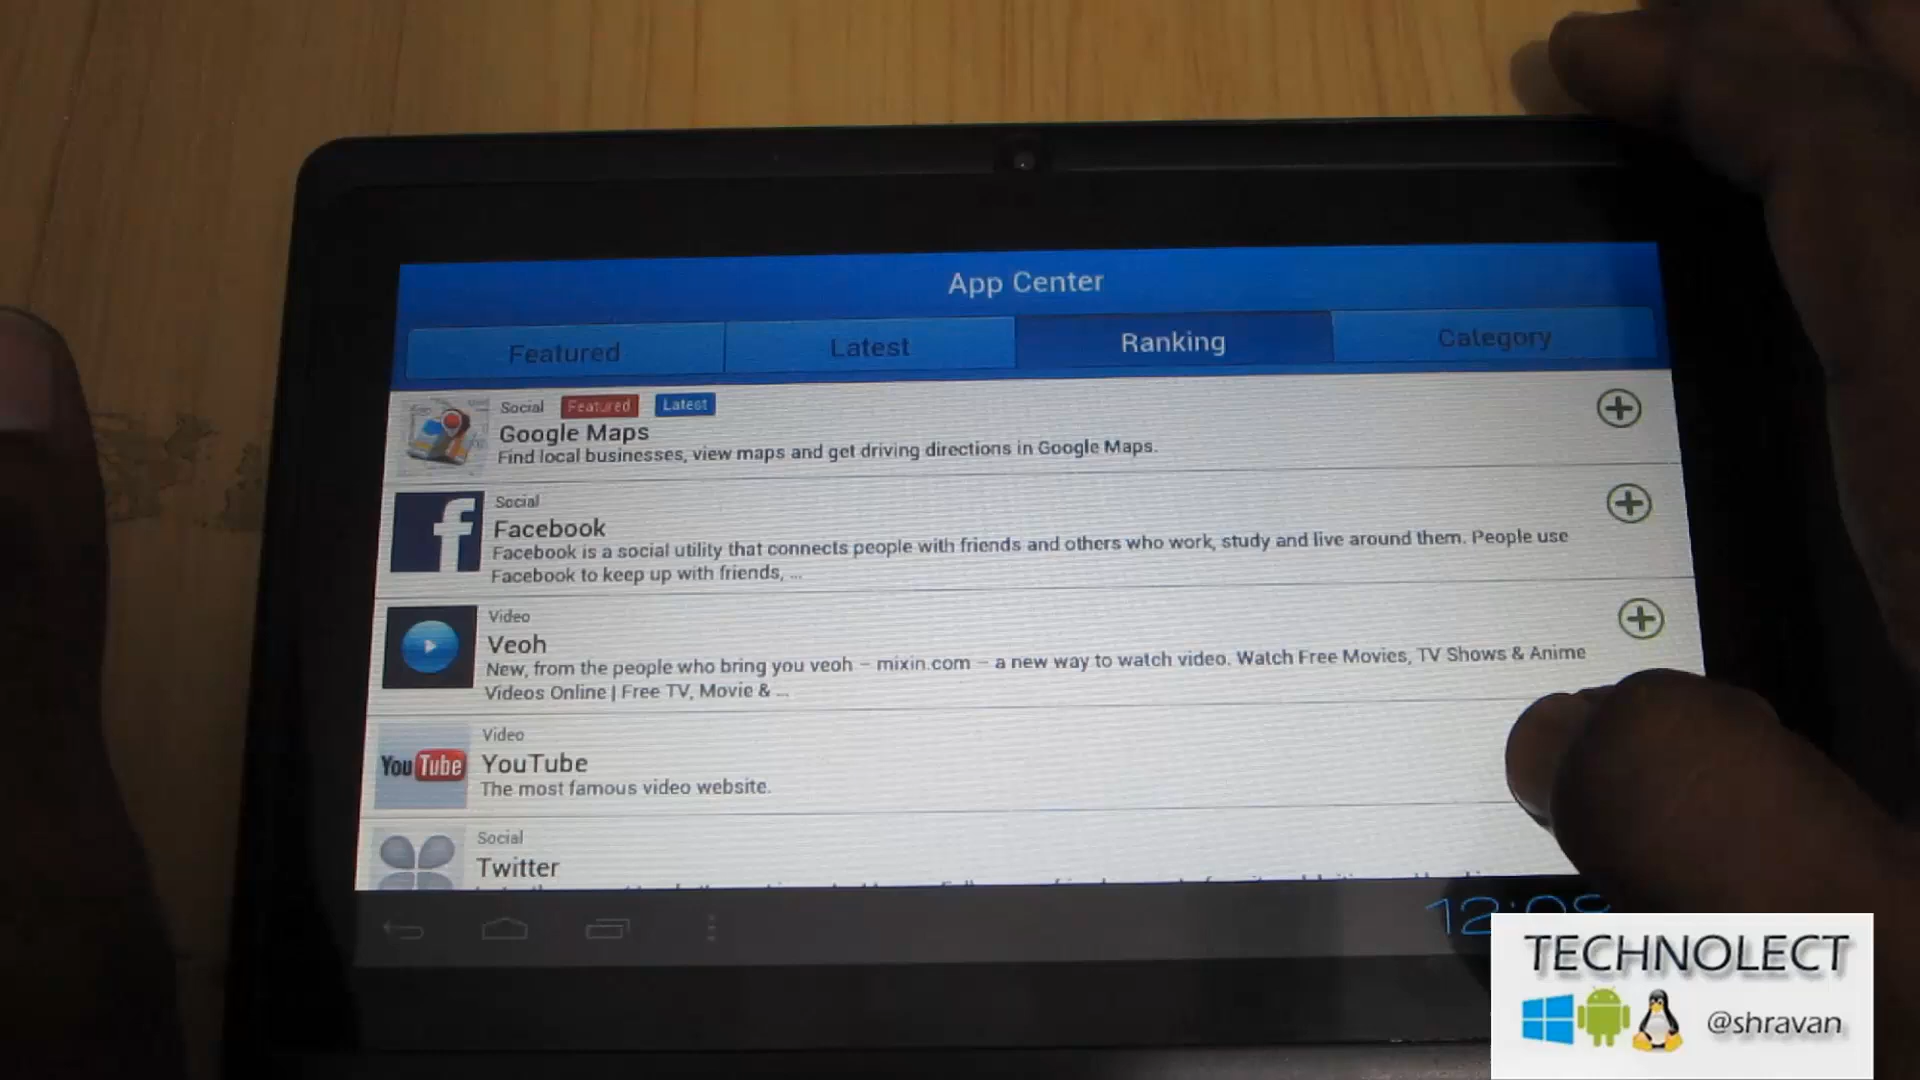 App Center
Featured
Latest
Ranking
Category
Social Featured Latest
Google Maps
Find local businesses, view maps and get driving directions in Google Maps.
Social
Facebook
Facebook is a social utility that connects people with friends and others who work, study and live around them. People use
Facebook to keep up with friends, ...
Video
Veoh
New, from the people who bring you veoh – mixin.com – a new way to watch video. Watch Free Movies, TV Shows & Anime
Videos Online | Free TV, Movie & ...
Video
YouTube
YouTube
The most famous video website.
Social
Twitter
TECHNOLECT
@shravan